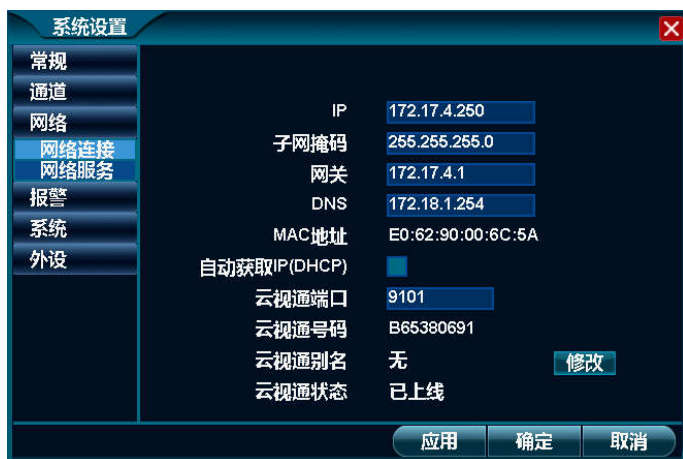 系统设置
常规
通道
网络
网络连接
网络服务
报警
系统
外设
IP 172.17.4.250
子网掩码 255.255.255.0
网关 172.17.4.1
DNS 172.18.1.254
MAC地址 E0:62:90:00:6C:5A
自动获取IP(DHCP)
云视通端口 9101
云视通号码 B65380691
云视通别名 无 修改
云视通状态 已上线
应用 确定 取消